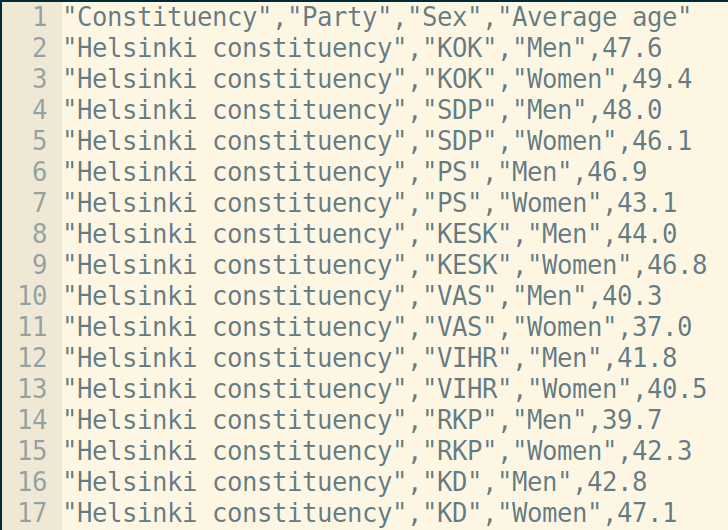 1 "Constituency","Party","Sex","Average age"
2 "Helsinki constituency","KOK","Men",47.6
3 "Helsinki constituency","KOK","Women",49.4
4 "Helsinki constituency","SDP","Men",48.0
5 "Helsinki constituency","SDP","Women",46.1
6 "Helsinki constituency","PS","Men",46.9
7 "Helsinki constituency","PS","Women",43.1
8 "Helsinki constituency","KESK","Men",44.0
9 "Helsinki constituency","KESK","Women",46.8
10 "Helsinki constituency","VAS","Men",40.3
11 "Helsinki constituency","VAS","Women",37.0
12 "Helsinki constituency","VIHR","Men",41.8
13 "Helsinki constituency","VIHR","Women",40.5
14 "Helsinki constituency","RKP","Men",39.7
15 "Helsinki constituency","RKP","Women",42.3
16 "Helsinki constituency","KD","Men",42.8
17 "Helsinki constituency","KD","Women",47.1